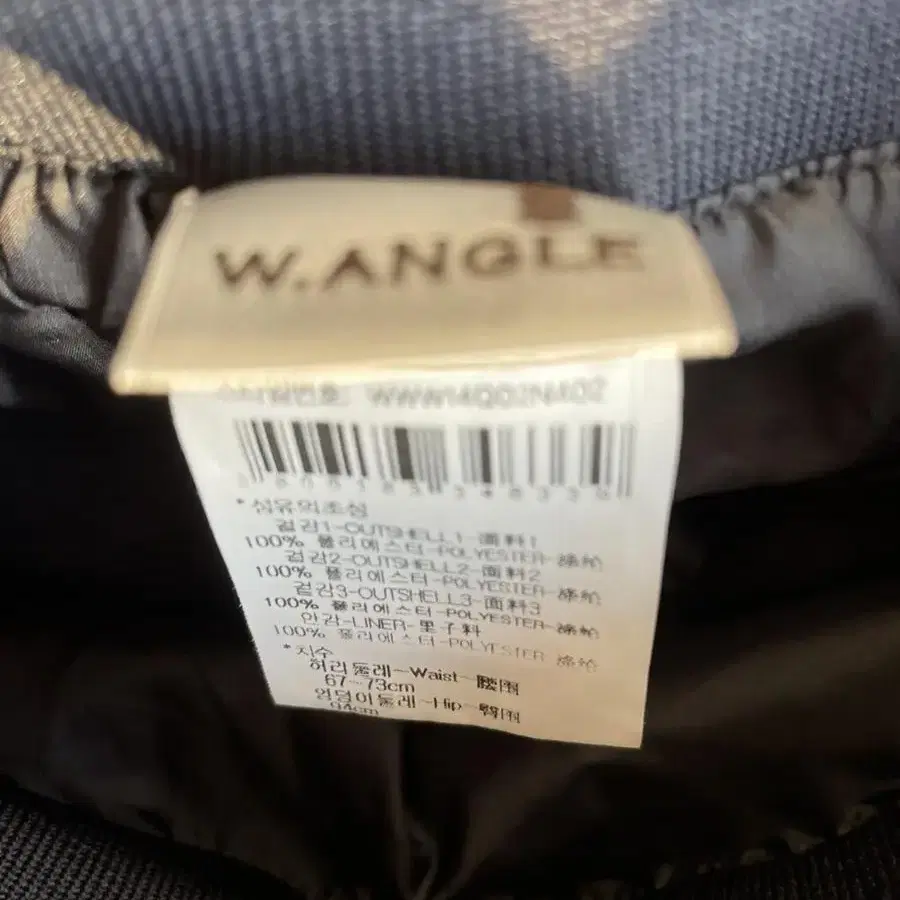 W.ANGLE
WWW14Q02N402
*섬유의조성
겉감1-OUTSHELL1-面料1
100% 폴리에스터-POLYESTER-涤纶
겉감2-OUTSHELL2-面料2
100% 폴리에스터-POLYESTER-涤纶
겉감3-OUTSHELL3-面料3
100% 폴리에스터-POLYESTER-涤纶
안감-LINER-里子料
100% 폴리에스터-POLYESTER-涤纶
*치수
허리둘레-Waist-腰围
67-73cm
엉덩이둘레-Hip-臀围
94cm